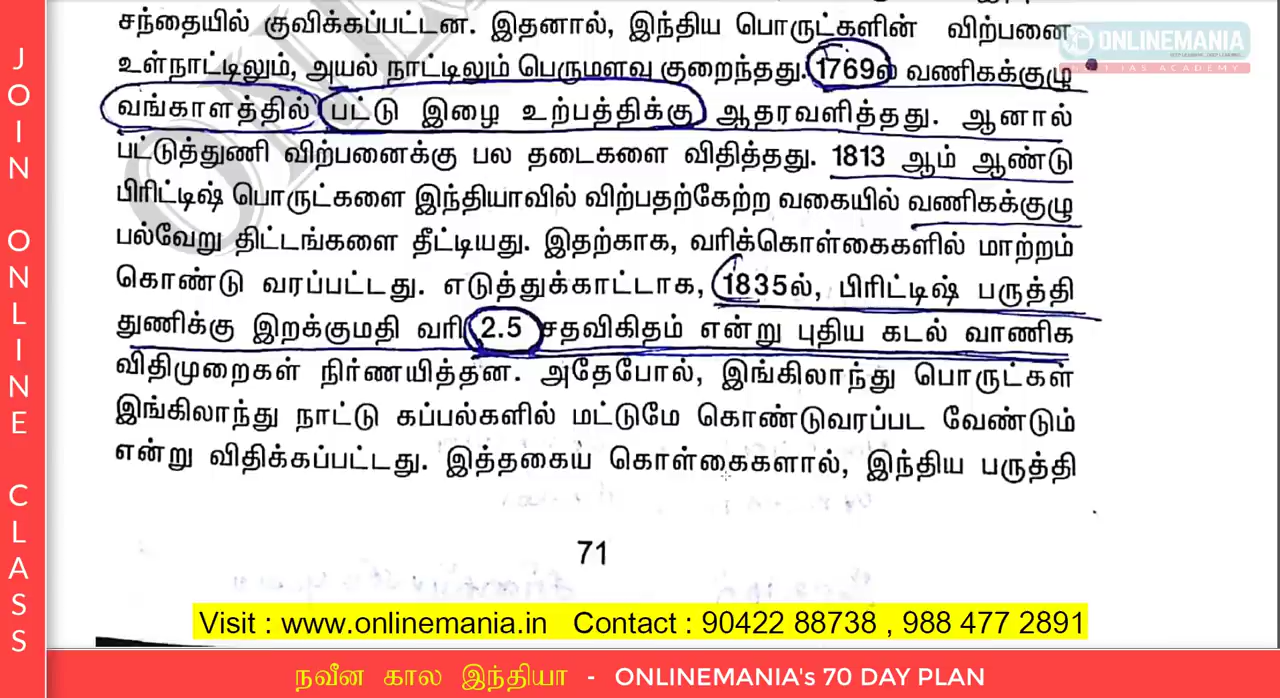 சந்தையில் குவிக்கப்பட்டன. இதனால், இந்திய பொருட்களின் விற்பனை
உள்நாட்டிலும், அயல் நாட்டிலும் பெருமளவு குறைந்தது. 1769ல் வணிகக்குழு
வங்காளத்தில் பட்டு இழை உற்பத்திக்கு ஆதரவளித்தது. ஆனால்
பட்டுத்துணி விற்பனைக்கு பல தடைகளை விதித்தது. 1813 ஆம் ஆண்டு
பிரிட்டிஷ் பொருட்களை இந்தியாவில் விற்பதற்கேற்ற வகையில் வணிகக்குழு
பல்வேறு திட்டங்களை தீட்டியது. இதற்காக, வரிக்கொள்கைகளில் மாற்றம்
கொண்டு வரப்பட்டது. எடுத்துக்காட்டாக, 1835ல், பிரிட்டிஷ் பருத்தி
துணிக்கு இறக்குமதி வரி 2.5 சதவிகிதம் என்று புதிய கடல் வாணிக
விதிமுறைகள் நிர்ணயித்தன. அதேபோல், இங்கிலாந்து பொருட்கள்
இங்கிலாந்து நாட்டு கப்பல்களில் மட்டுமே கொண்டுவரப்பட வேண்டும்
என்று விதிக்கப்பட்டது. இத்தகைய கொள்கைகளால், இந்திய பருத்தி
71
ONLINEMANIA
IAS ACADEMY
JOIN ONLINE CLASS
Visit : www.onlinemania.in Contact : 90422 88738 , 988 477 2891
நவீன கால இந்தியா - ONLINEMANIA's 70 DAY PLAN